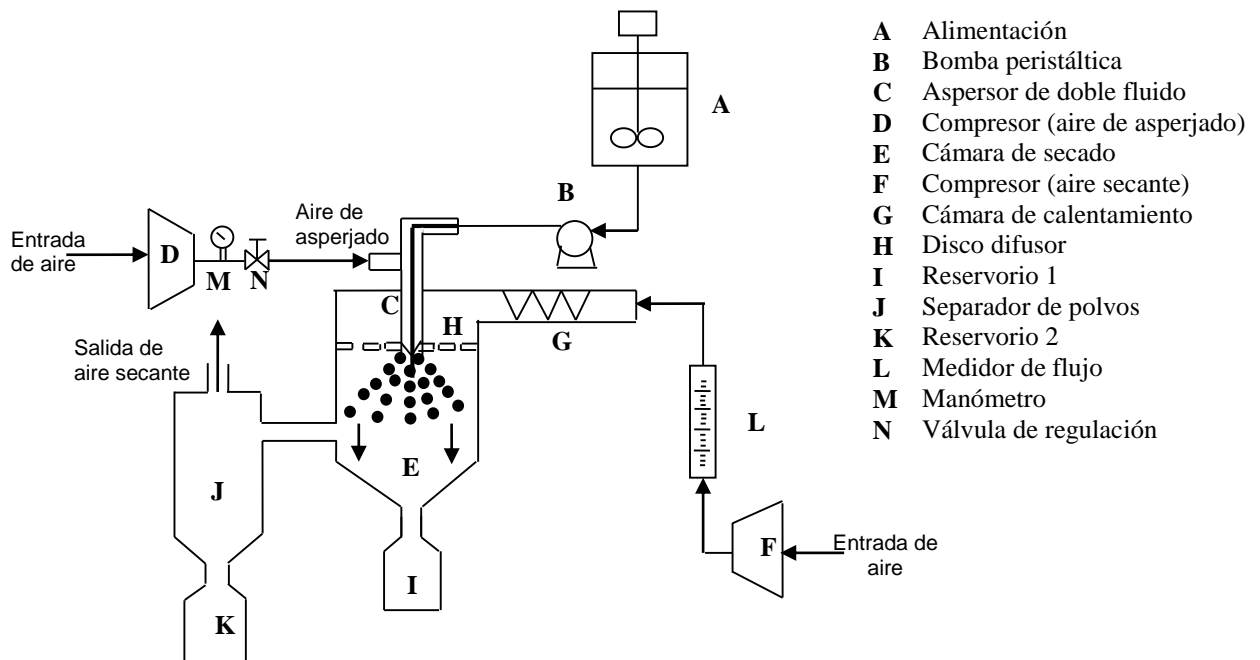 A Alimentación
B Bomba peristáltica
C Aspersor de doble fluido
D Compresor (aire de asperjado)
E Cámara de secado
F Compresor (aire secante)
G Cámara de calentamiento
H Disco difusor
I Reservorio 1
J Separador de polvos
K Reservorio 2
L Medidor de flujo
M Manómetro
N Válvula de regulación
A
B
Aire de
asperjado
Entrada
de aire
D
M
N
C
H
G
Salida de
aire secante
L
E
J
F
Entrada de
aire
I
K